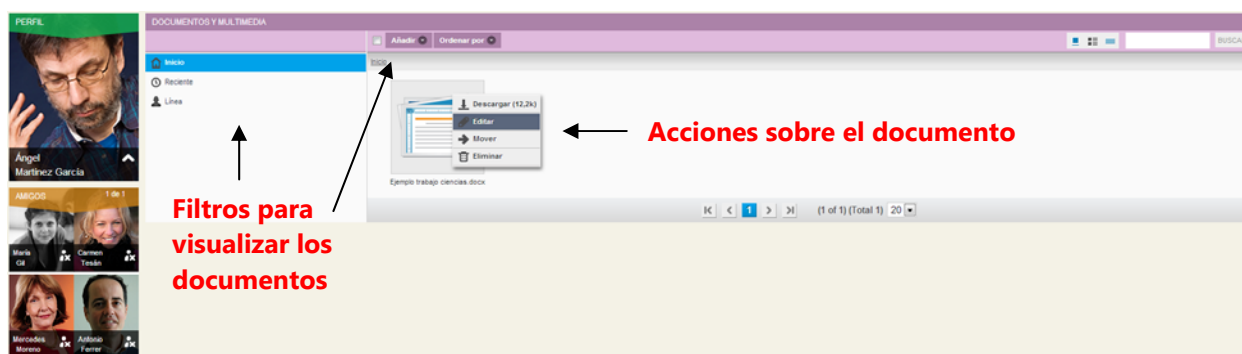 PERFIL
DOCUMENTOS Y MULTIMEDIA
Añadir
Ordenar por
BUSCA
Inicio
Inicio
Reciente
Línea
Descargar (12,2k)
Editar
Mover
Eliminar
Acciones sobre el documento
Ángel
Martínez García
Ejemplo trabajo ciencias.docx
AMIGOS
1 de 1
Filtros para
visualizar los
documentos
1
(1 of 1) (Total 1)
20
María
Gil
Carmen
Tesán
Mercedes
Moreno
Antonio
Ferrer